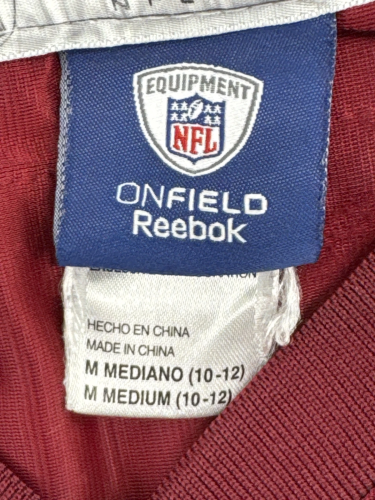 EQUIPMENT
NFL
ONFIELD
Reebok
HECHO EN CHINA
MADE IN CHINA
M MEDIANO (10-12)
M MEDIUM (10-12)